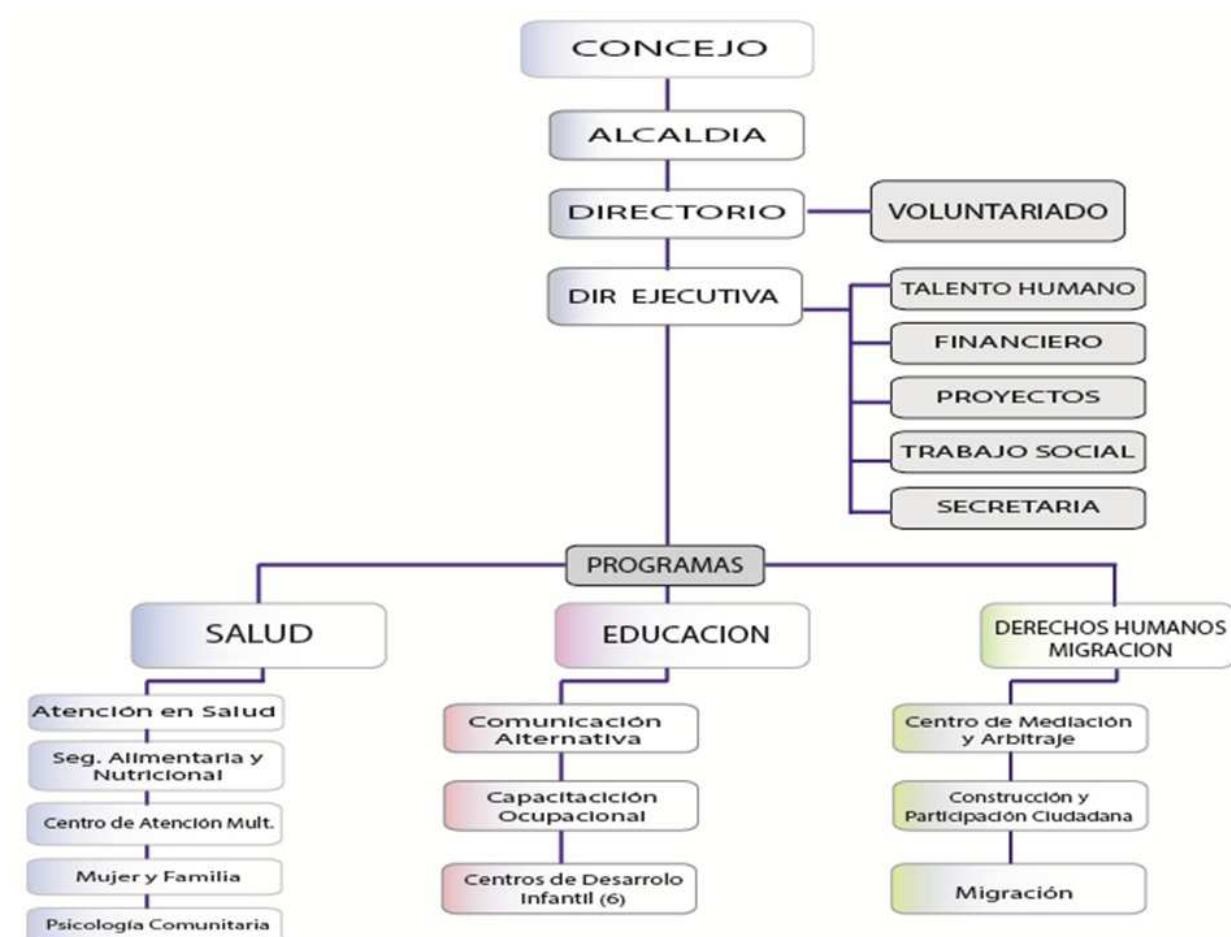 CONCEJO
ALCALDIA
DIRECTORIO
VOLUNTARIADO
DIR EJECUTIVA
TALENTO HUMANO
FINANCIERO
PROYECTOS
TRABAJO SOCIAL
SECRETARIA
PROGRAMAS
SALUD
Atención en Salud
Seg. Alimentaria y
Nutricional
Centro de Atención Mult.
Mujer y Familia
Psicología Comunitaria
EDUCACION
Comunicación
Alternativa
Capacitacición
Ocupacional
Centros de Desarrolo
Infantil (6)
DERECHOS HUMANOS
MIGRACION
Centro de Mediación
y Arbitraje
Construcción y
Participación Ciudadana
Migración